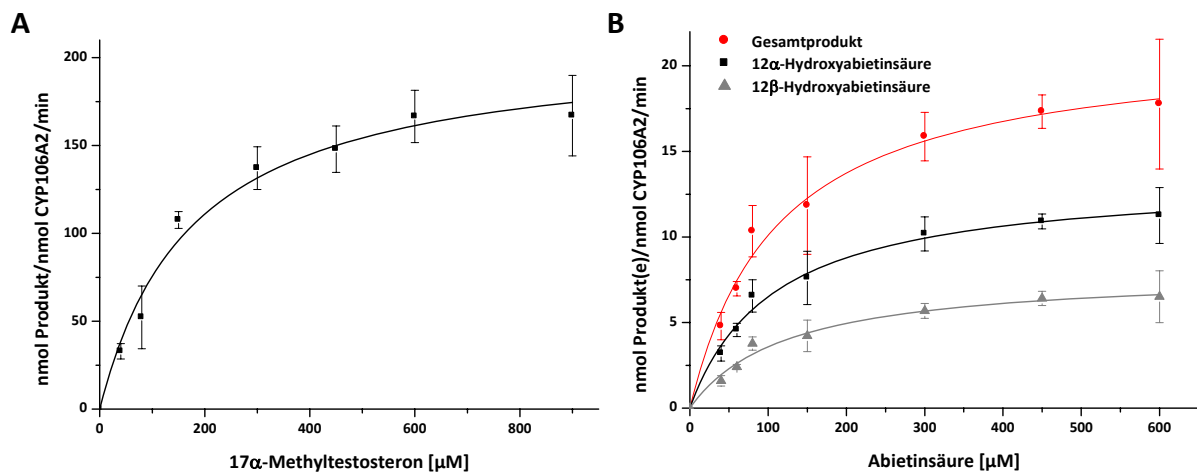 A
nmol Produkt/nmol CYP106A2/min
200
150
100
50
0
0
200
400
600
800
17α-Methyltestosteron [µM]
B
Gesamtprodukt
12α-Hydroxyabietinsäure
12β-Hydroxyabietinsäure
nmol Produkt(e)/nmol CYP106A2/min
20
15
10
5
0
0
100
200
300
400
500
600
Abietinsäure [µM]